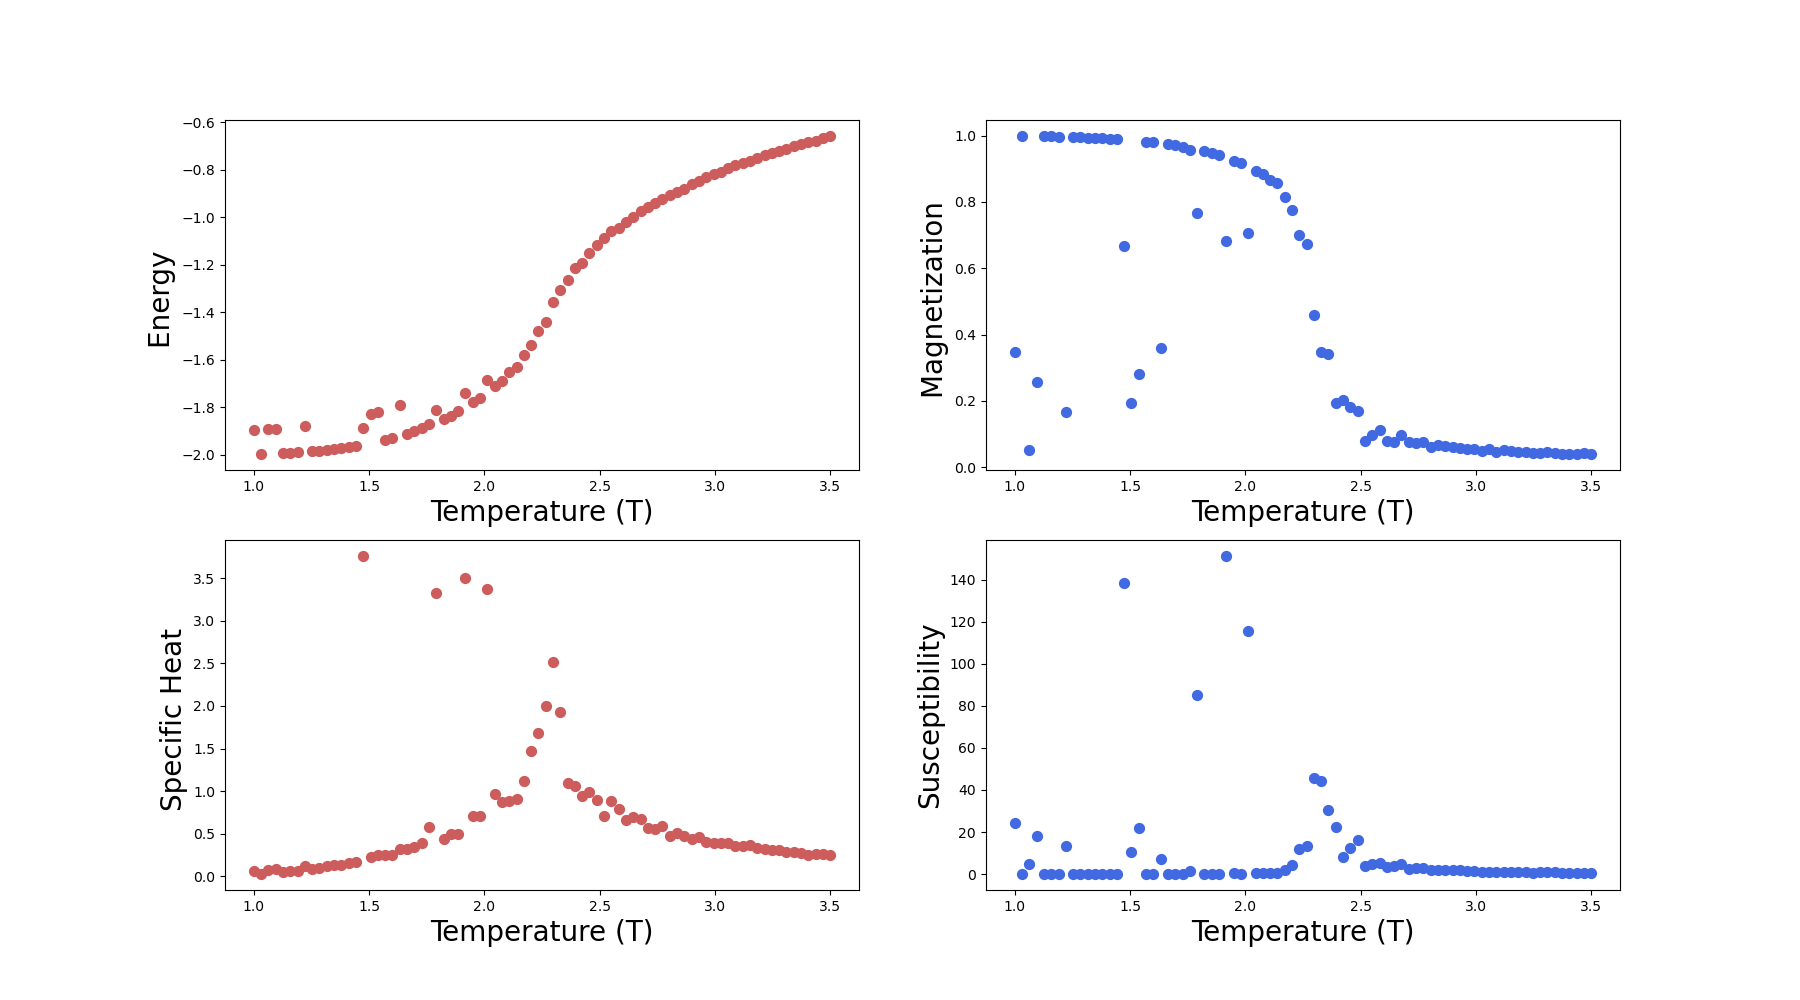 Energy
−0.6
−0.8
−1.0
−1.2
−1.4
−1.6
−1.8
−2.0
1.0 1.5 2.0 2.5 3.0 3.5
Temperature (T)
Magnetization
1.0
0.8
0.6
0.4
0.2
0.0
1.0 1.5 2.0 2.5 3.0 3.5
Temperature (T)
Specific Heat
3.5
3.0
2.5
2.0
1.5
1.0
0.5
0.0
1.0 1.5 2.0 2.5 3.0 3.5
Temperature (T)
Susceptibility
140
120
100
80
60
40
20
0
1.0 1.5 2.0 2.5 3.0 3.5
Temperature (T)